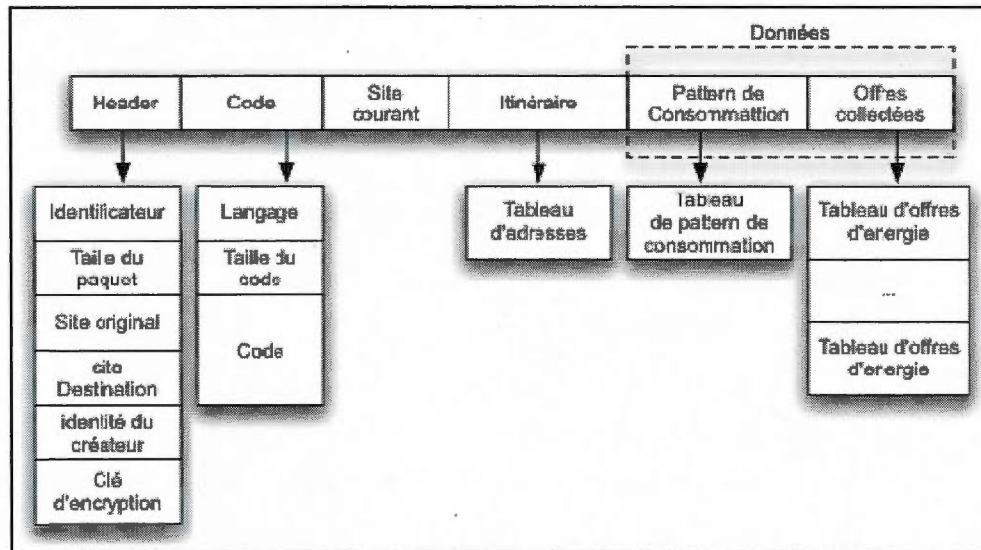 Données
Header
Code
Site
courant
Itinéraire
Pattern de
Consommattion
Offres
collectées
Identificateur
Taille du
paquet
Site original
cite
Destination
identité du
créateur
Clé
d'encryption
Langage
Taille du
code
Code
Tableau
d'adresses
Tableau
de pattern de
consommation
Tableau d'offres
d'energie
...
Tableau d'offres
d'energie